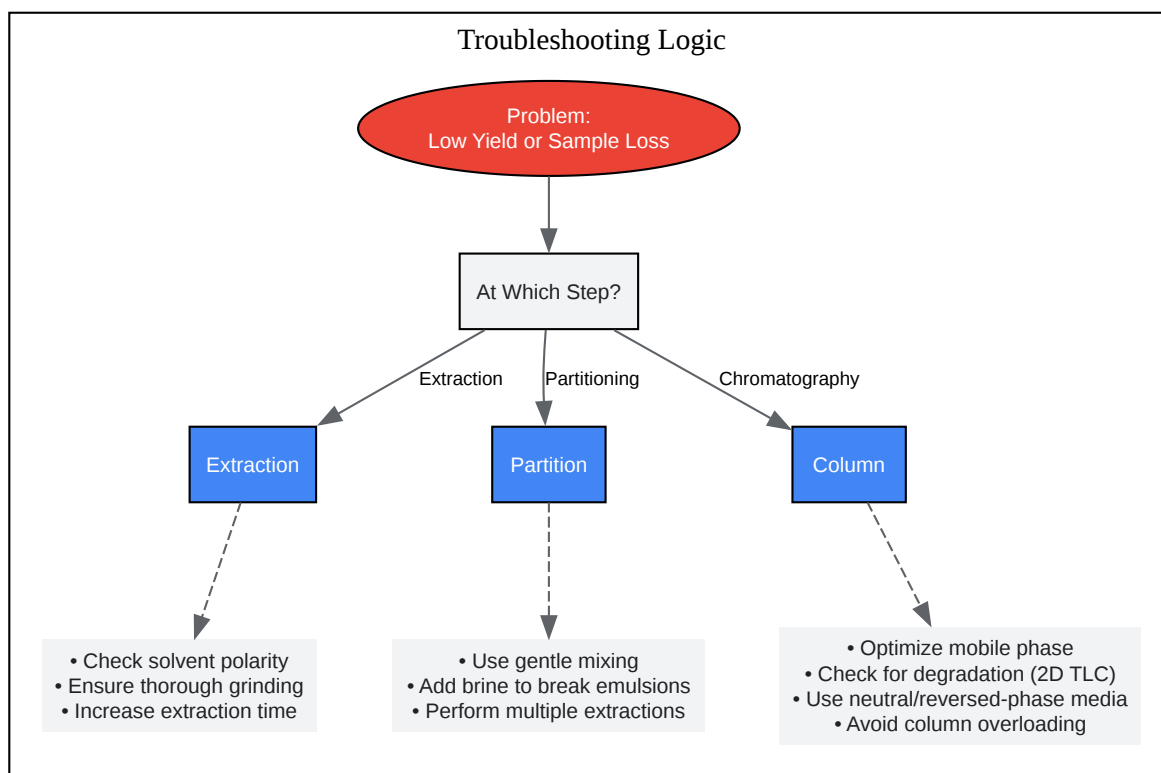 Troubleshooting Logic
Problem:
Low Yield or Sample Loss
At Which Step?
Extraction
Partitioning
Chromatography
Extraction
Partition
Column
• Check solvent polarity
• Ensure thorough grinding
• Increase extraction time
• Use gentle mixing
• Add brine to break emulsions
• Perform multiple extractions
• Optimize mobile phase
• Check for degradation (2D TLC)
• Use neutral/reversed-phase media
• Avoid column overloading